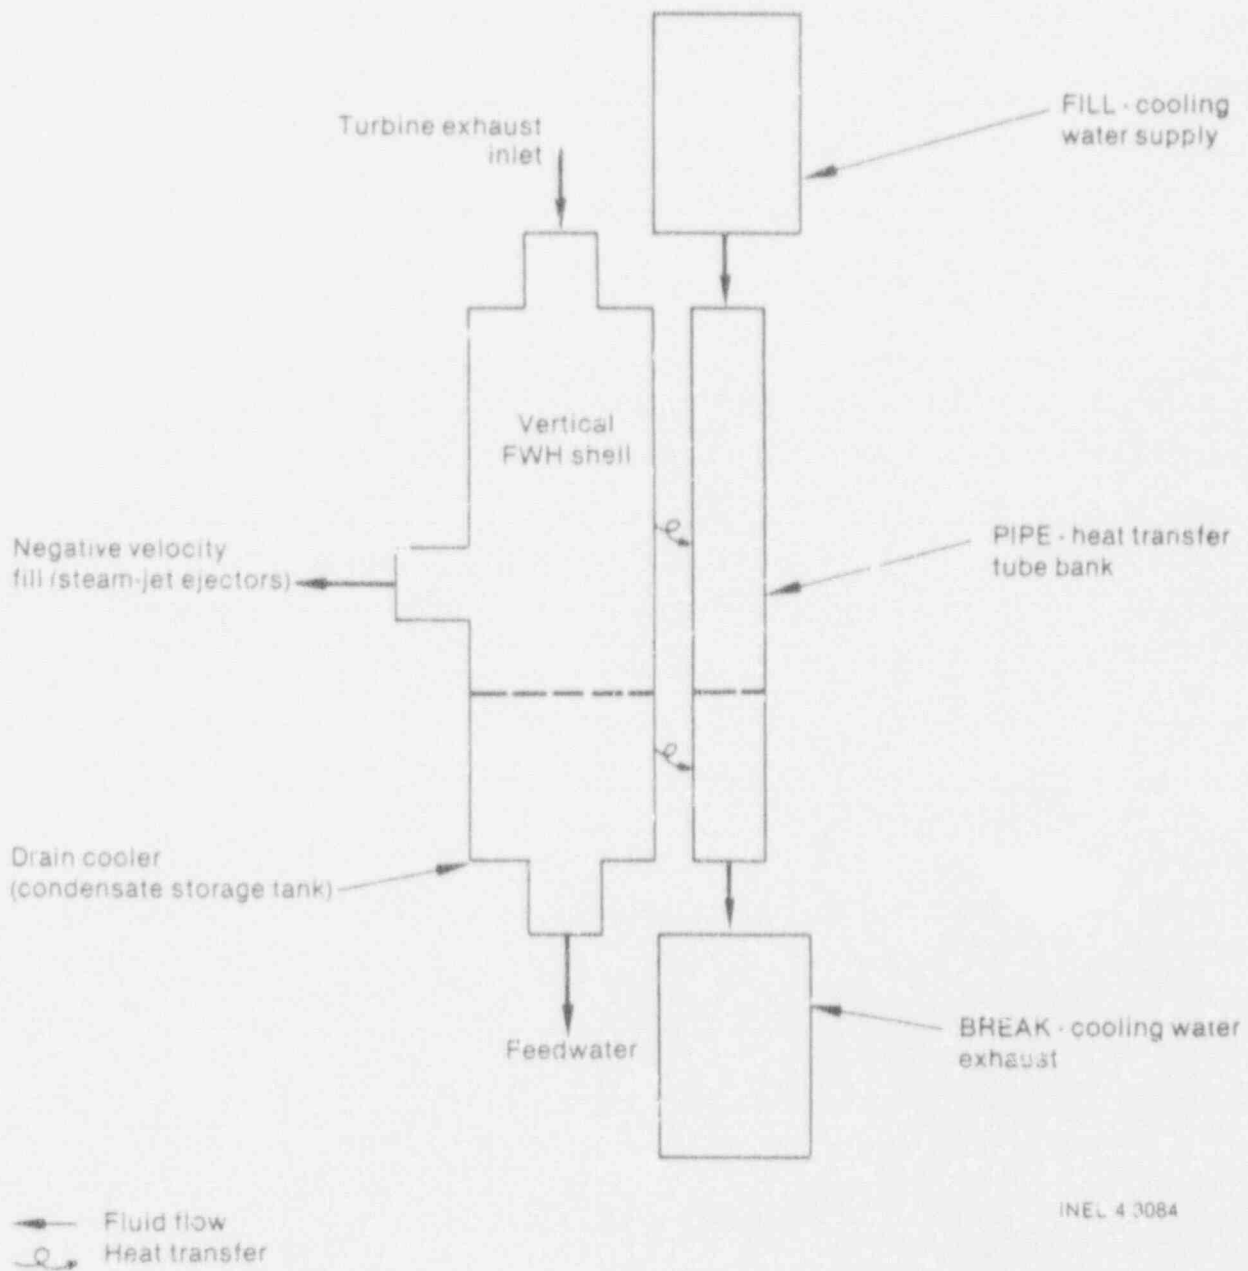 Turbine exhaust
inlet
FILL - cooling
water supply
Vertical
FWH shell
Negative velocity
fill (steam-jet ejectors)
PIPE - heat transfer
tube bank
Drain cooler
(condensate storage tank)
Feedwater
BREAK - cooling water
exhaust
INEL 4 3084
Fluid flow
Heat transfer